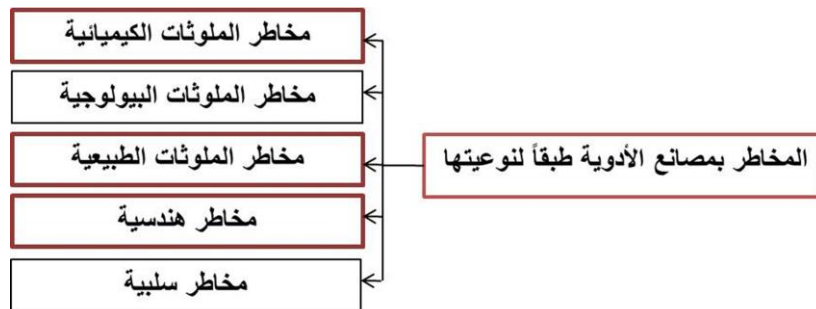 المخاطر بمصانع الأدوية طبقاً لنوعيتها
مخاطر الملوثات الكيميائية
مخاطر الملوثات البيولوجية
مخاطر الملوثات الطبيعية
مخاطر هندسية
مخاطر سلبية